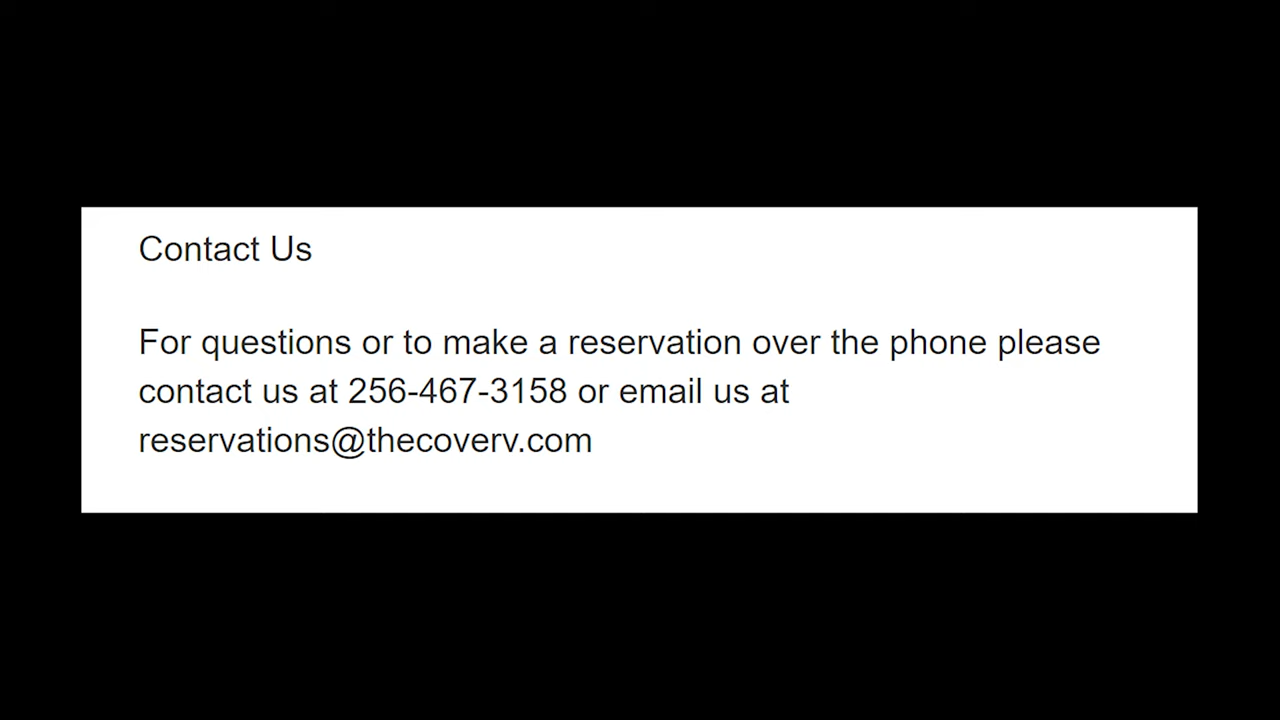 Contact Us
For questions or to make a reservation over the phone please
contact us at 256-467-3158 or email us at
reservations@thecoverv.com